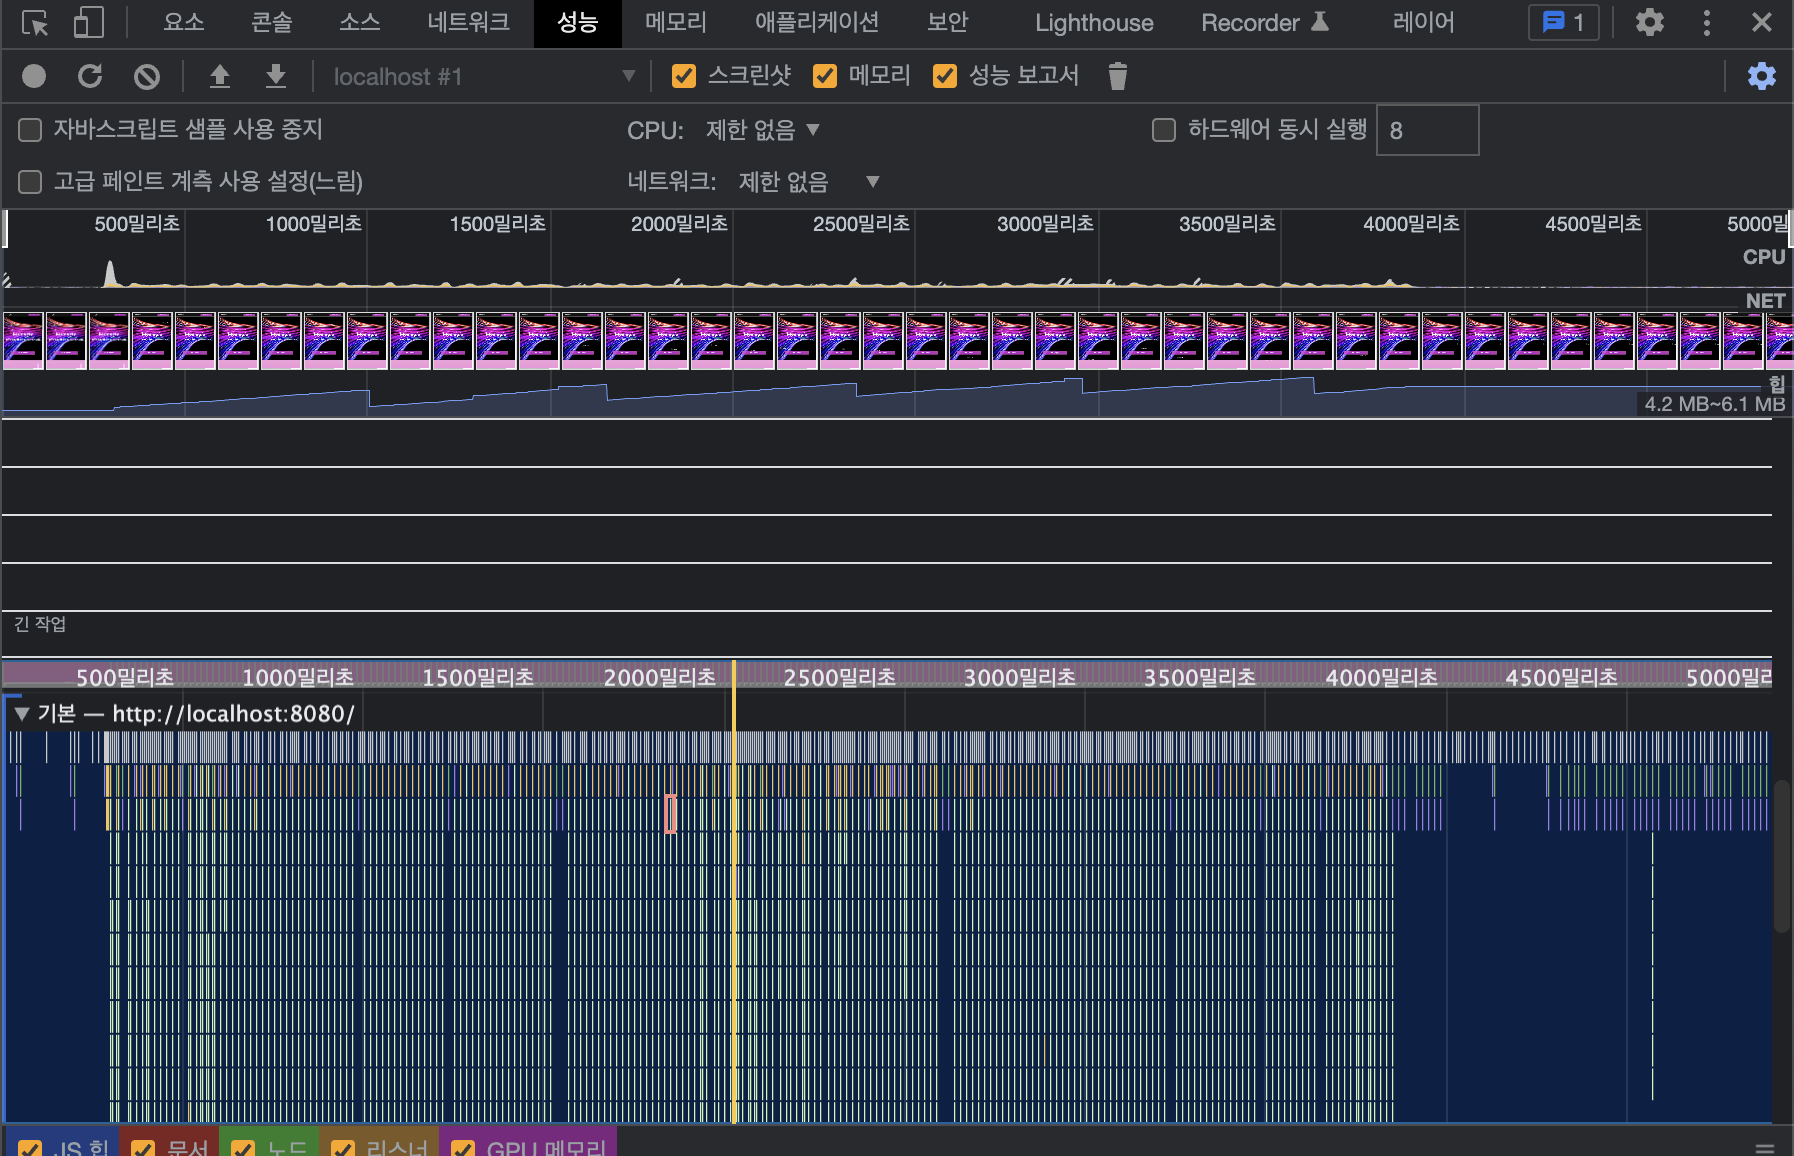 요소 콘솔 소스 네트워크 성능 메모리 애플리케이션 보안 Lighthouse Recorder 레이어 1
localhost #1 스크린샷 메모리 성능 보고서
자바스크립트 샘플 사용 중지 CPU: 제한 없음 하드웨어 동시 실행 8
고급 페인트 계측 사용 설정(느림) 네트워크: 제한 없음
500밀리초 1000밀리초 1500밀리초 2000밀리초 2500밀리초 3000밀리초 3500밀리초 4000밀리초 4500밀리초 5000밀
CPU
NET
힙
4.2 MB~6.1 MB
긴 작업
500밀리초 1000밀리초 1500밀리초 2000밀리초 2500밀리초 3000밀리초 3500밀리초 4000밀리초 4500밀리초 5000밀리
기본 — http://localhost:8080/
JS 힙 문서 노드 리스너 GPU 메모리